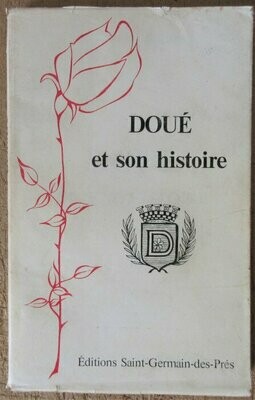 DOUÉ
et son histoire
D
Éditions Saint-Germain-des-Prés